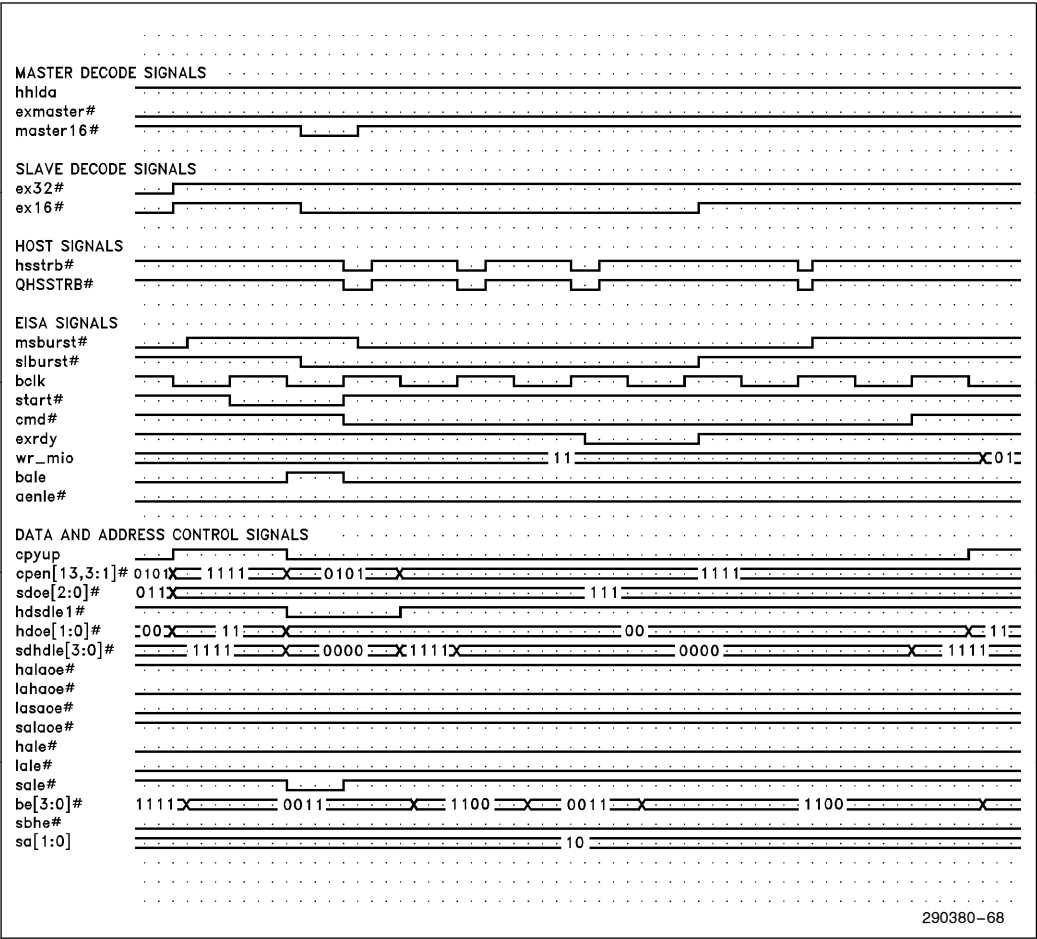 MASTER DECODE SIGNALS
hhlda
exmaster#
master16#
SLAVE DECODE SIGNALS
ex32#
ex16#
HOST SIGNALS
hsstrb#
QHSSTRB#
EISA SIGNALS
msburst#
slburst#
bclk
start#
cmd#
exrdy
wr_mio 11 01
bale
aenle#
DATA AND ADDRESS CONTROL SIGNALS
cpyup
cpen[13,3:1]# 0101 1111 0101 1111
sdoe[2:0]# 011 111
hdsdle1#
hdoe[1:0]# 00 11 00 11
sdhdle[3:0]# 1111 0000 1111 0000 1111
halaoe#
lahaoe#
lasaoe#
salaoe#
hale#
lale#
sale#
be[3:0]# 1111 0011 1100 0011 1100
sbhe#
sa[1:0] 10
290380–68